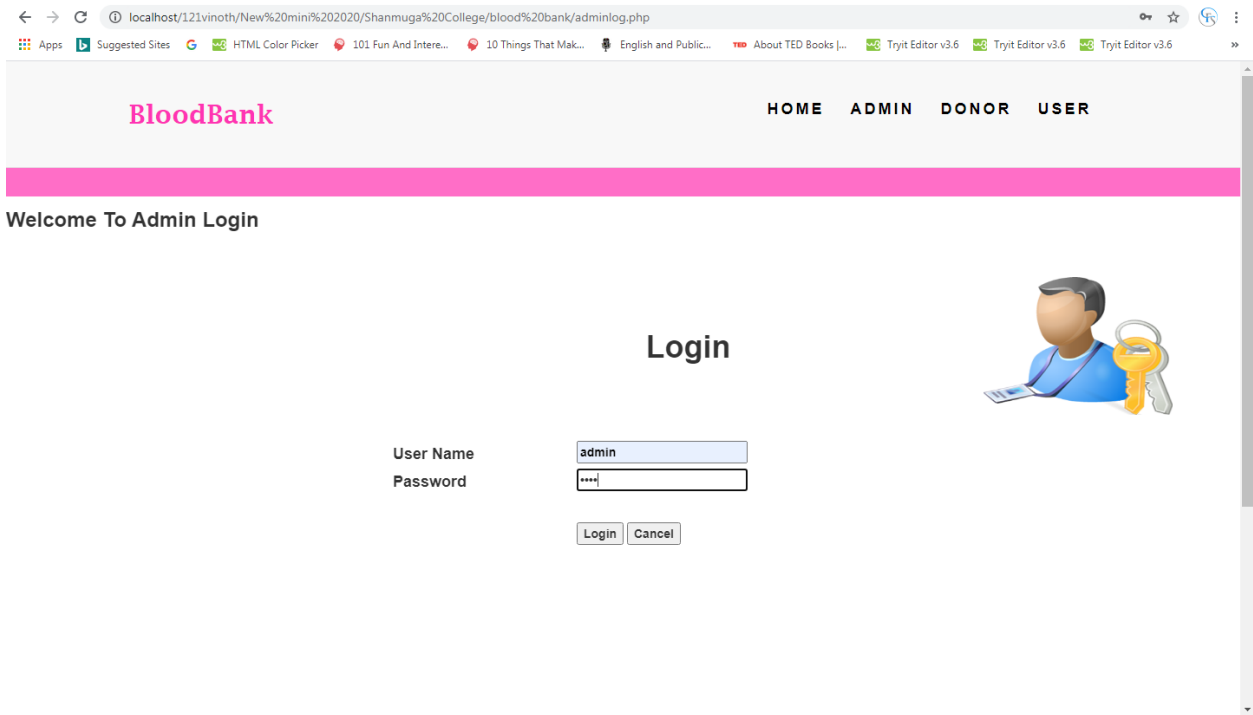 localhost/121vinoth/New%20mini%202020/Shanmuga%20College/blood%20bank/adminlog.php
Apps Suggested Sites HTML Color Picker 101 Fun And Intere... 10 Things That Mak... English and Public... TED About TED Books |... Tryit Editor v3.6 Tryit Editor v3.6 Tryit Editor v3.6 »
BloodBank HOME ADMIN DONOR USER
Welcome To Admin Login
Login
User Name admin
Password ••••
Login Cancel